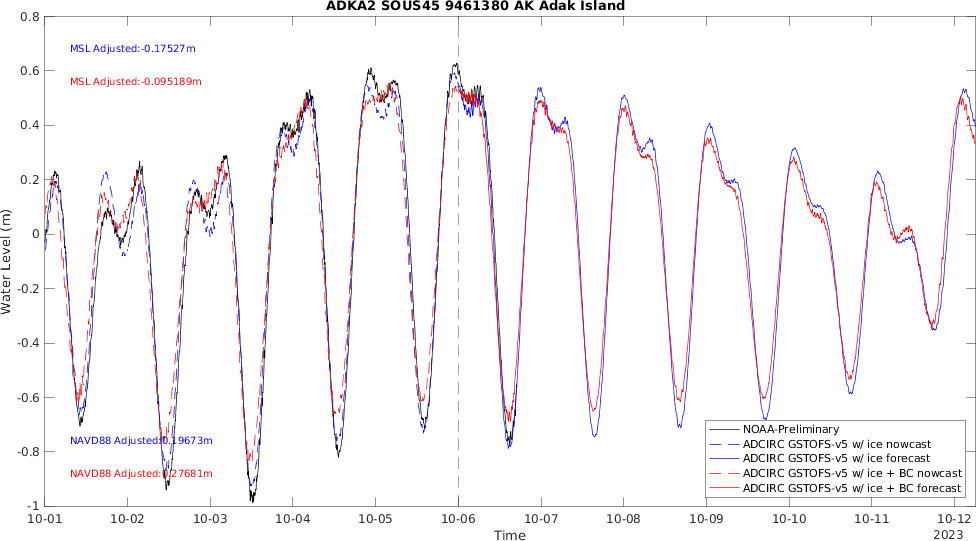 ADKA2 SOUS45 9461380 AK Adak Island
0.8
0.6
0.4
0.2
0
-0.2
-0.4
-0.6
-0.8
-1
Water Level (m)
MSL Adjusted:-0.17527m
MSL Adjusted:-0.095189m
NAVD88 Adjusted:0.19673m
NAVD88 Adjusted:0.27681m
NOAA-Preliminary
ADCIRC GSTOFS-v5 w/ ice nowcast
ADCIRC GSTOFS-v5 w/ ice forecast
ADCIRC GSTOFS-v5 w/ ice + BC nowcast
ADCIRC GSTOFS-v5 w/ ice + BC forecast
10-01 10-02 10-03 10-04 10-05 10-06 10-07 10-08 10-09 10-10 10-11 10-12
Time
2023